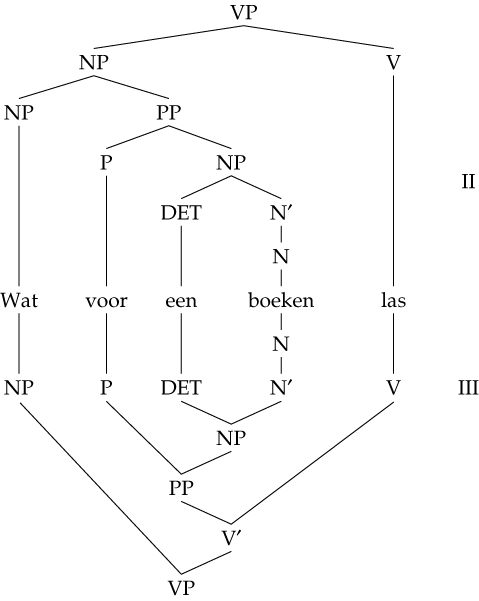 VP
NP V
NP PP
P NP
II
DET N′
N
Wat voor een boeken las
N
NP P DET N′ V III
NP
PP
V′
VP